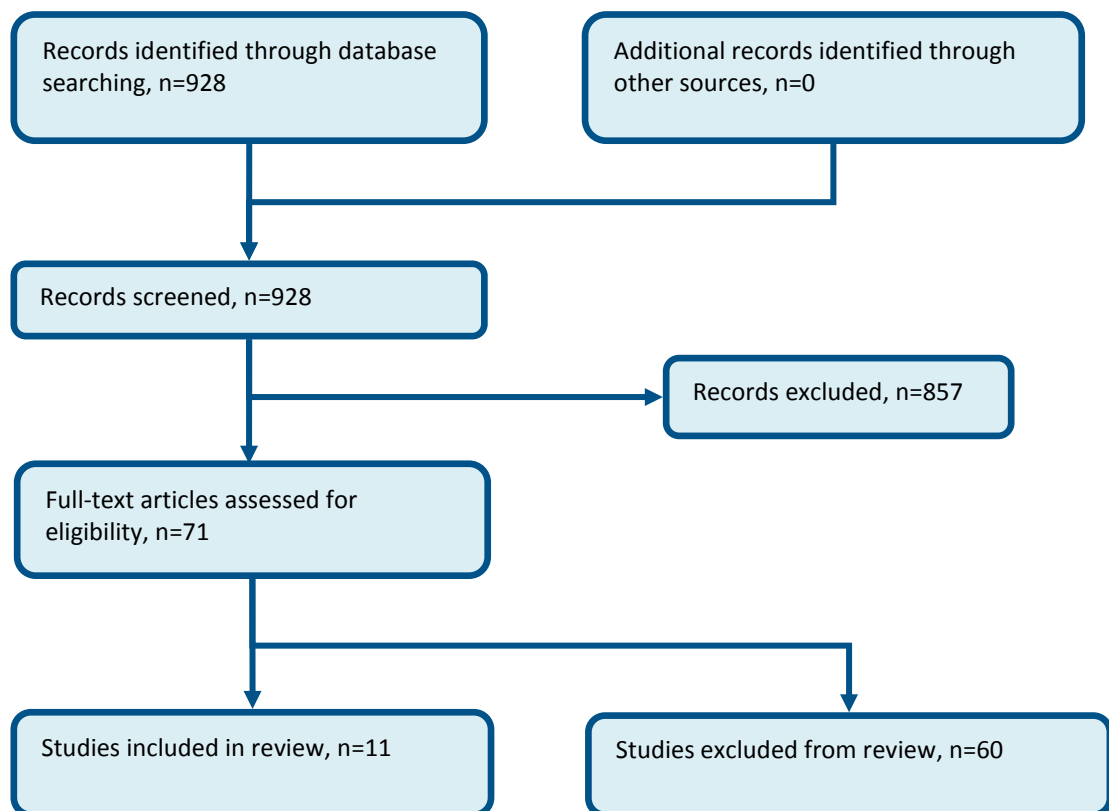 Records identified through database
searching, n=928
Additional records identified through
other sources, n=0
Records screened, n=928
Records excluded, n=857
Full-text articles assessed for
eligibility, n=71
Studies included in review, n=11
Studies excluded from review, n=60